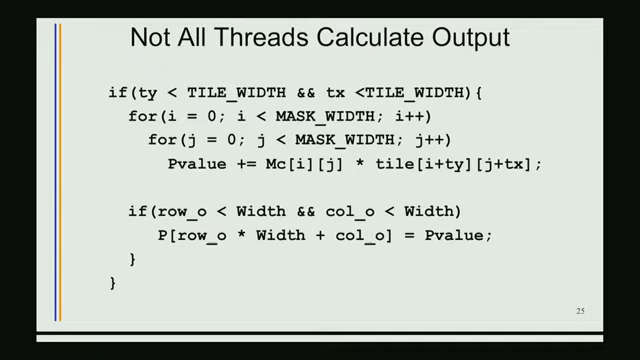 Not All Threads Calculate Output
if(ty < TILE_WIDTH && tx <TILE_WIDTH){
for(i = 0; i < MASK_WIDTH; i++)
for(j = 0; j < MASK_WIDTH; j++)
Pvalue += Mc[i][j] * tile[i+ty][j+tx];
if(row_o < Width && col_o < Width)
P[row_o * Width + col_o] = Pvalue;
}
}
25